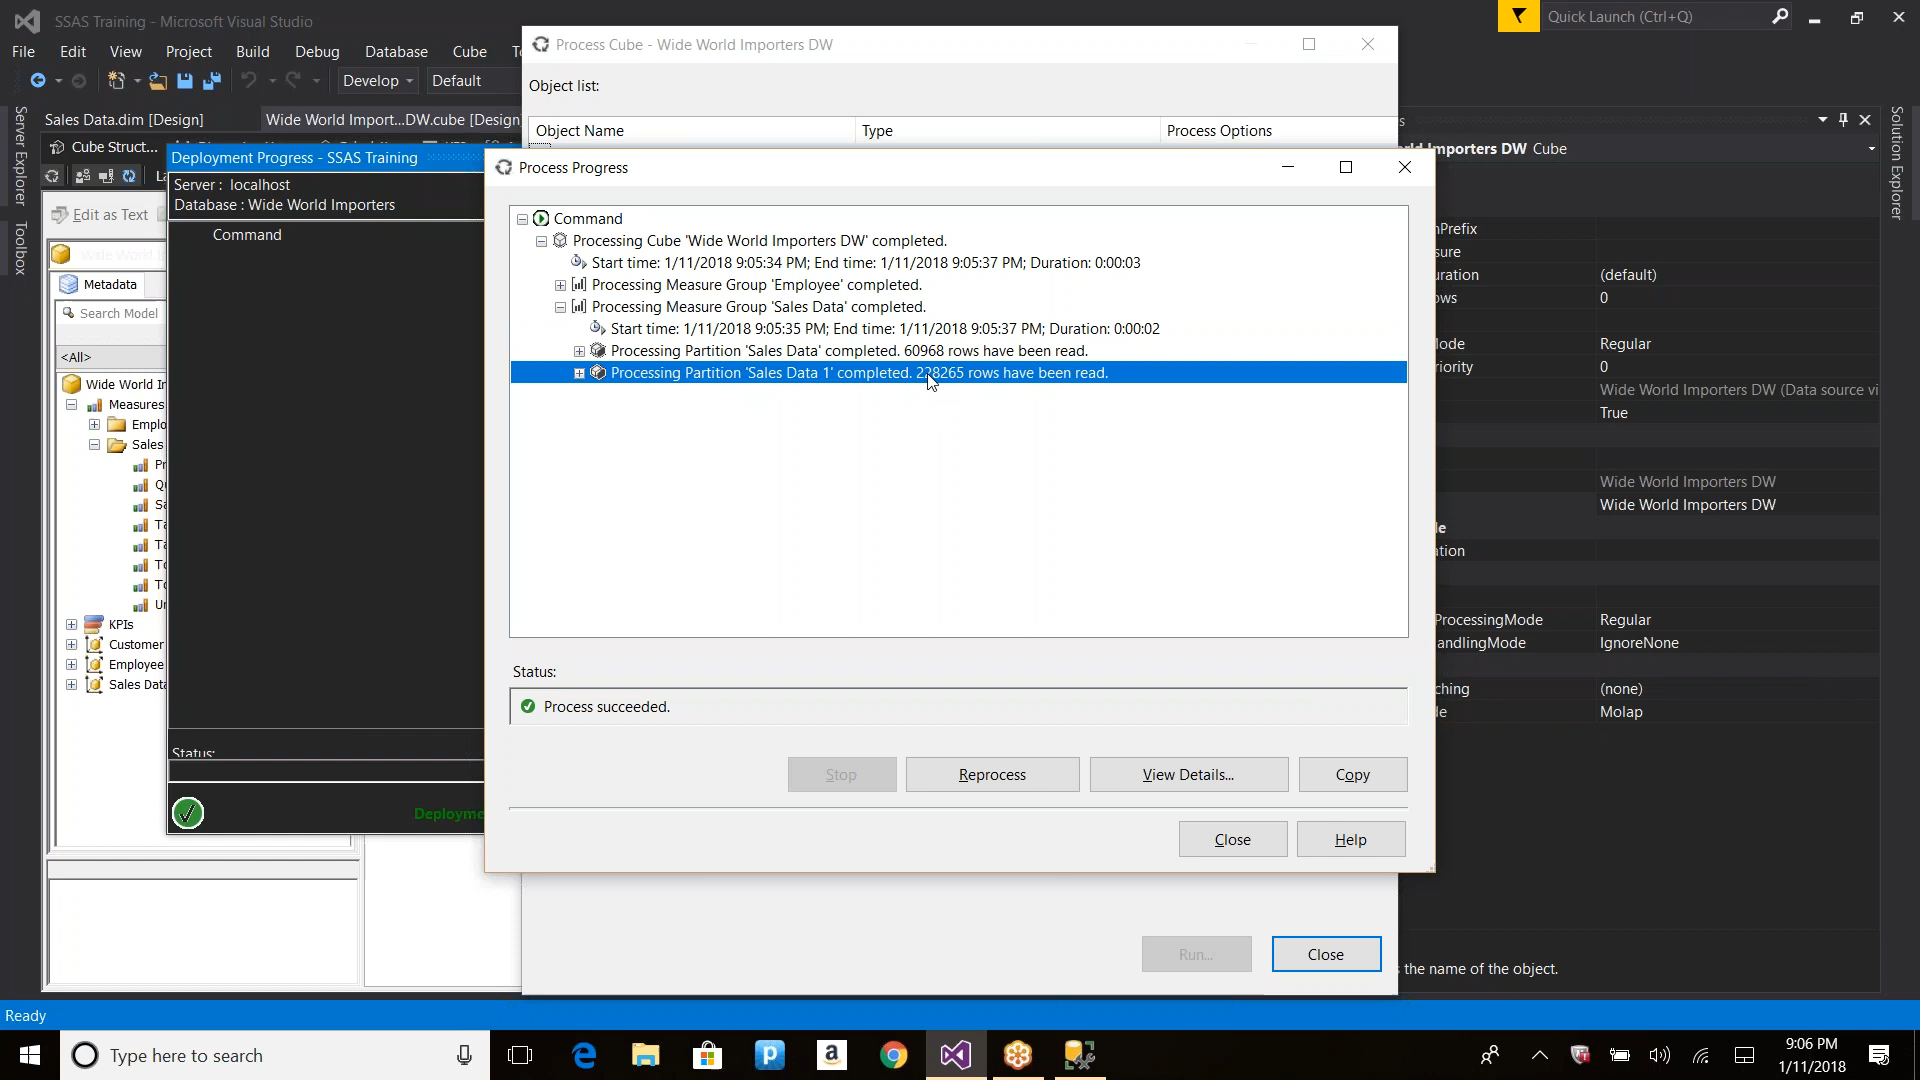 SSAS Training - Microsoft Visual Studio
Quick Launch (Ctrl+Q)
File Edit View Project Build Debug Database Cube
Develop Default
Process Cube - Wide World Importers DW
Object list:
Object Name Type Process Options
Server Explorer
Toolbox
Solution Explorer
Sales Data.dim [Design]
Wide World Import...DW.cube [Design]
Cube Struct...
Edit as Text
Metadata
Search Model
<All>
Wide World Ir
Measures
Emplo
Sales
KPIs
Customer
Employee
Sales Data
Deployment Progress - SSAS Training
Server : localhost
Database : Wide World Importers
Command
Status:
Deployme
Process Progress
Command
Processing Cube 'Wide World Importers DW' completed.
Start time: 1/11/2018 9:05:34 PM; End time: 1/11/2018 9:05:37 PM; Duration: 0:00:03
Processing Measure Group 'Employee' completed.
Processing Measure Group 'Sales Data' completed.
Start time: 1/11/2018 9:05:35 PM; End time: 1/11/2018 9:05:37 PM; Duration: 0:00:02
Processing Partition 'Sales Data' completed. 60968 rows have been read.
Processing Partition 'Sales Data 1' completed. 228265 rows have been read.
Status:
Process succeeded.
Stop Reprocess View Details... Copy
Close Help
Run... Close
Importers DW Cube
nPrefix
sure
uration (default)
ows 0
lode Regular
riority 0
Wide World Importers DW (Data source vi
True
Wide World Importers DW
Wide World Importers DW
le
ation
ProcessingMode Regular
andlingMode IgnoreNone
ching (none)
le Molap
the name of the object.
Ready
Type here to search
9:06 PM
1/11/2018